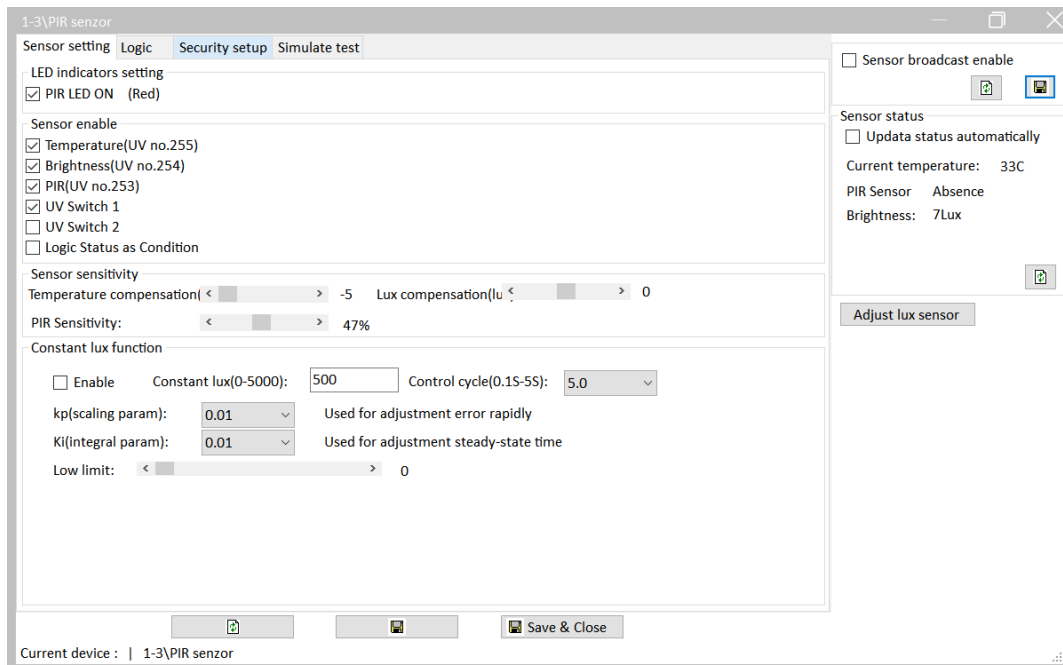 1-3\PIR senzor
Sensor setting Logic Security setup Simulate test
LED indicators setting
PIR LED ON (Red)
Sensor enable
Temperature(UV no.255)
Brightness(UV no.254)
PIR(UV no.253)
UV Switch 1
UV Switch 2
Logic Status as Condition
Sensor sensitivity
Temperature compensation( < > -5 Lux compensation(lu < > 0
PIR Sensitivity: < > 47%
Constant lux function
Enable Constant lux(0-5000): 500 Control cycle(0.1S-5S): 5.0
kp(scaling param): 0.01 Used for adjustment error rapidly
Ki(integral param): 0.01 Used for adjustment steady-state time
Low limit: < > 0
Save & Close
Current device : | 1-3\PIR senzor
Sensor broadcast enable
Sensor status
Updata status automatically
Current temperature: 33C
PIR Sensor Absence
Brightness: 7Lux
Adjust lux sensor